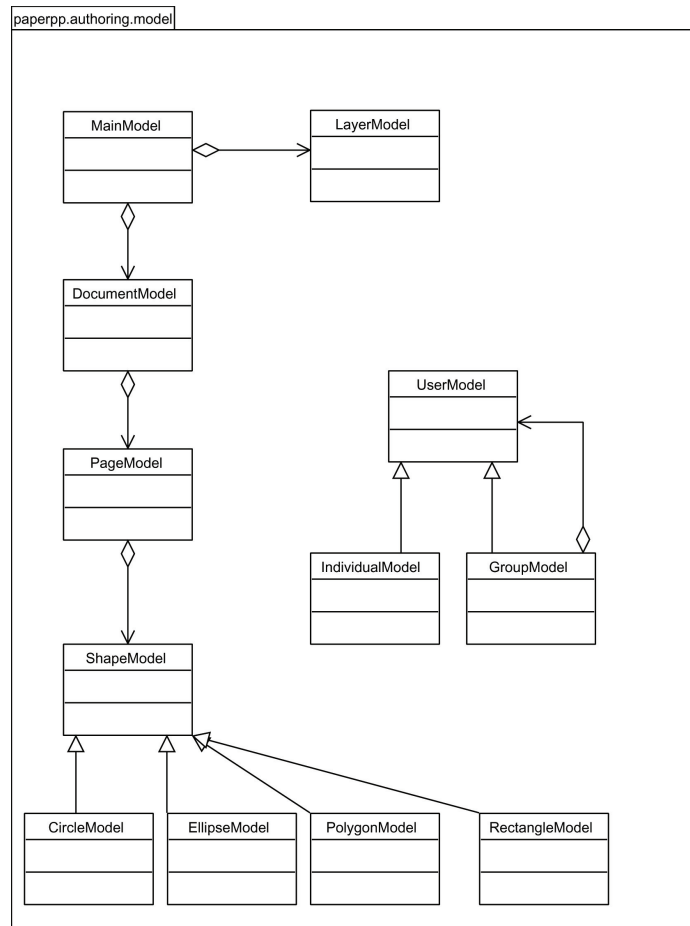 paperpp.authoring.model
MainModel
LayerModel
DocumentModel
UserModel
PageModel
IndividualModel
GroupModel
ShapeModel
CircleModel
EllipseModel
PolygonModel
RectangleModel